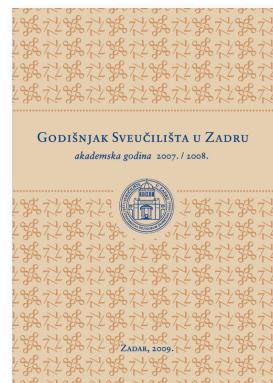 Godišnjak Sveučilišta u Zadru
akademska godina 2007. / 2008.
Zadar, 2009.